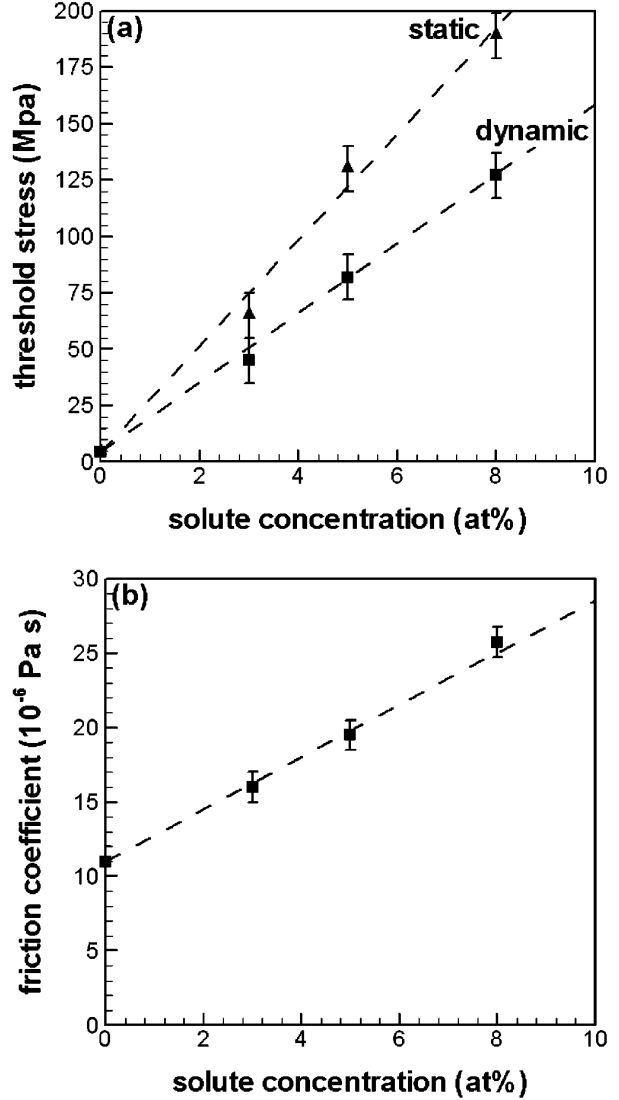 (a)
static
dynamic
threshold stress (Mpa)
200
175
150
125
100
75
50
25
0
0 2 4 6 8 10
solute concentration (at%)
(b)
friction coefficient (10⁻⁶ Pa s)
30
25
20
15
10
5
0
0 2 4 6 8 10
solute concentration (at%)